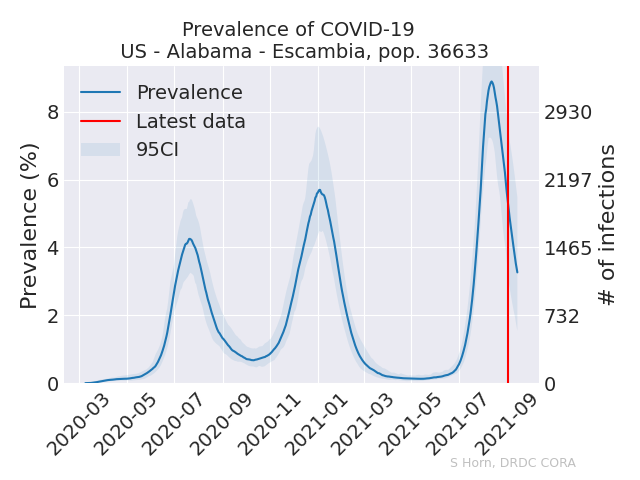 Prevalence of COVID-19
US - Alabama - Escambia, pop. 36633
Prevalence
Latest data
95CI
Prevalence (%)
8
6
4
2
0
2930
2197
1465
732
0
# of infections
2020-03
2020-05
2020-07
2020-09
2020-11
2021-01
2021-03
2021-05
2021-07
2021-09
S Horn, DRDC CORA